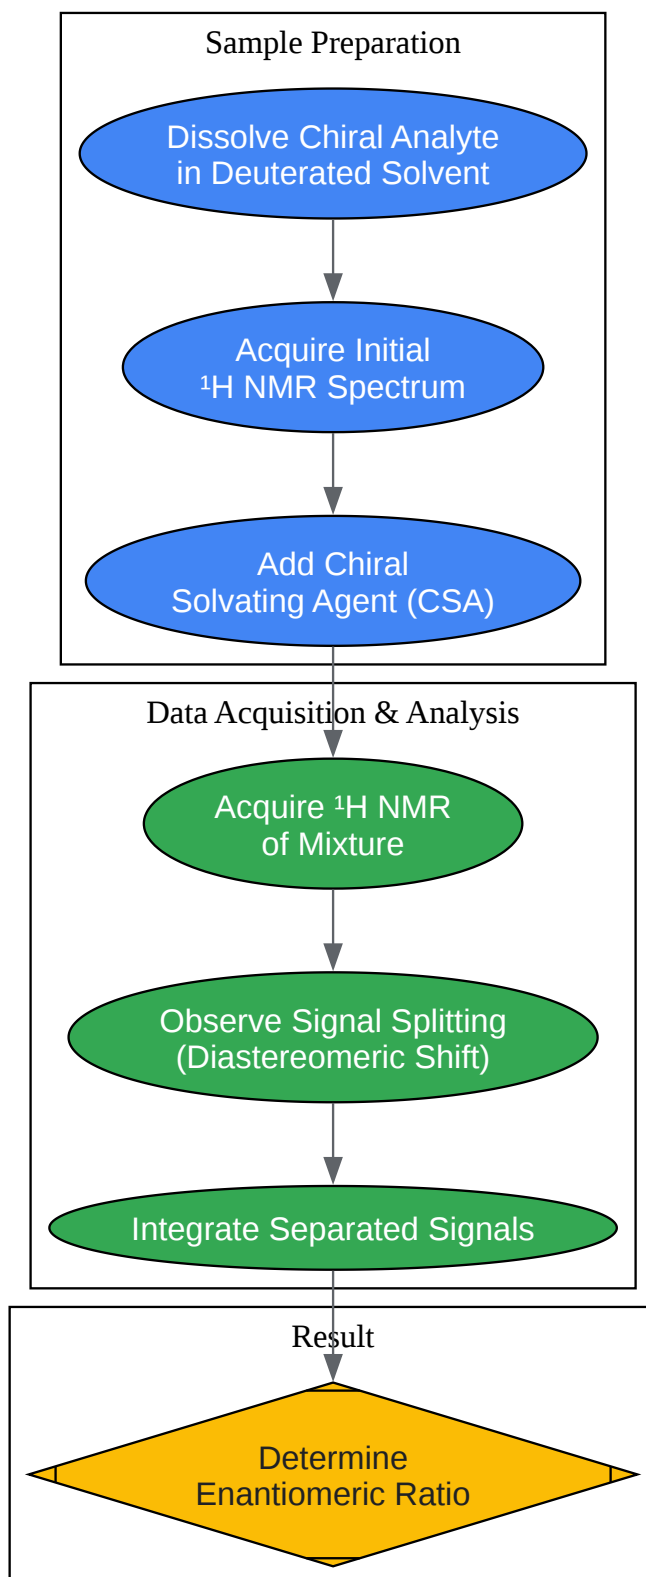 Sample Preparation
Dissolve Chiral Analyte
in Deuterated Solvent
Acquire Initial
¹H NMR Spectrum
Add Chiral
Solvating Agent (CSA)
Data Acquisition & Analysis
Acquire ¹H NMR
of Mixture
Observe Signal Splitting
(Diastereomeric Shift)
Integrate Separated Signals
Result
Determine
Enantiomeric Ratio